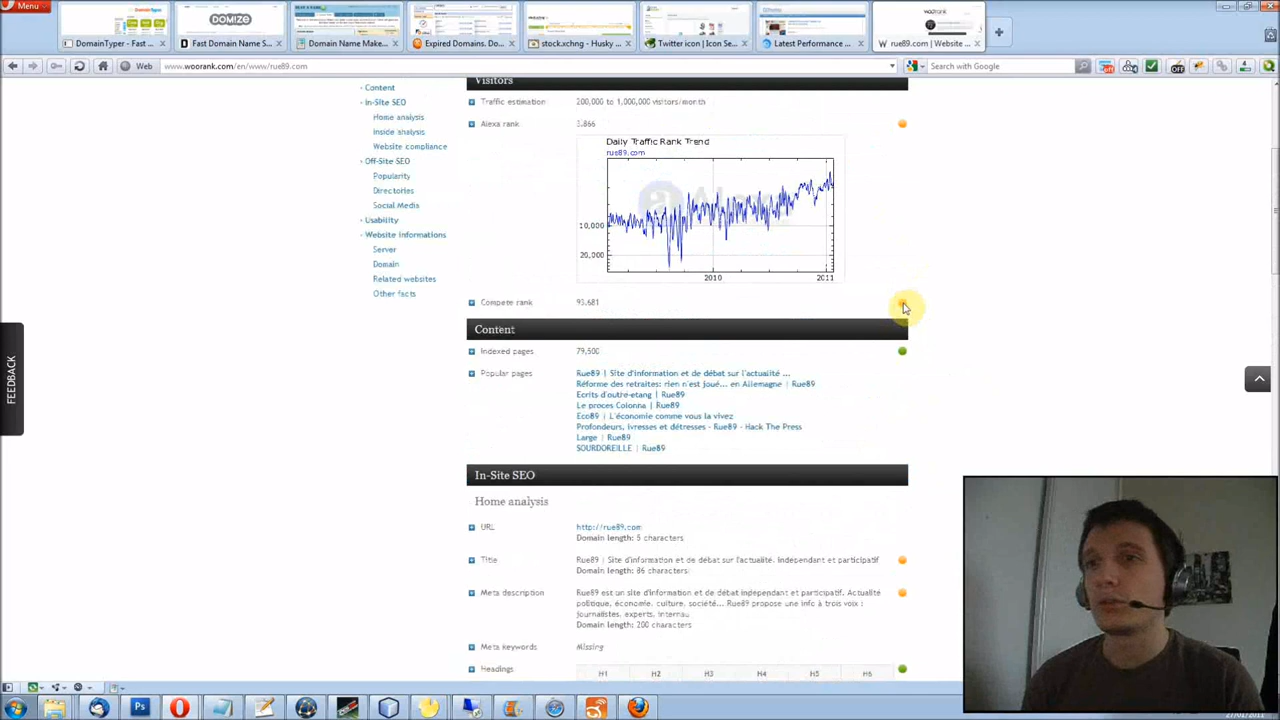 Menu
DomainTyper - Fast ...
DOMIZE
Fast Domain Name Se...
Domain Name Make...
Expired Domains. Do...
stock.xchng - Husky ...
Twitter icon | Icon Se...
Latest Performance ...
woorank
rue89.com | Website ...
Web
www.woorank.com/en/www/rue89.com
Search with Google
FEEDBACK
- Content
- In-Site SEO
Home analysis
Inside analysis
Website compliance
- Off-Site SEO
Popularity
Directories
Social Media
- Usability
- Website Informations
Server
Domain
Related websites
Other facts
Visitors
Traffic estimation 200,000 to 1,000,000 visitors/month
Alexa rank 3,866
Daily Traffic Rank Trend
rue89.com
10,000
20,000
2010 2011
Compete rank 93,681
Content
Indexed pages 79,500
Popular pages
Rue89 | Site d'information et de débat sur l'actualité ...
Réforme des retraites: rien n'est joué... en Allemagne | Rue89
Ecrits d'outre-etang | Rue89
Le proces Colonna | Rue89
Eco89 | L'économie comme vous la vivez
Profondeurs, ivresses et détresses - Rue89 - Hack The Press
Large | Rue89
SOURDOREILLE | Rue89
In-Site SEO
Home analysis
URL http://rue89.com
Domain length: 5 characters
Title Rue89 | Site d'information et de débat sur l'actualité. Indépendant et participatif
Domain length: 86 characters
Meta description Rue89 est un site d'information et de débat indépendant et participatif. Actualité
politique, économie, culture, société... Rue89 propose une info à trois voix :
journalistes, experts, internau
Domain length: 200 characters
Meta Keywords Missing
Headings H1 H2 H3 H4 H5 H6
27/01/2011